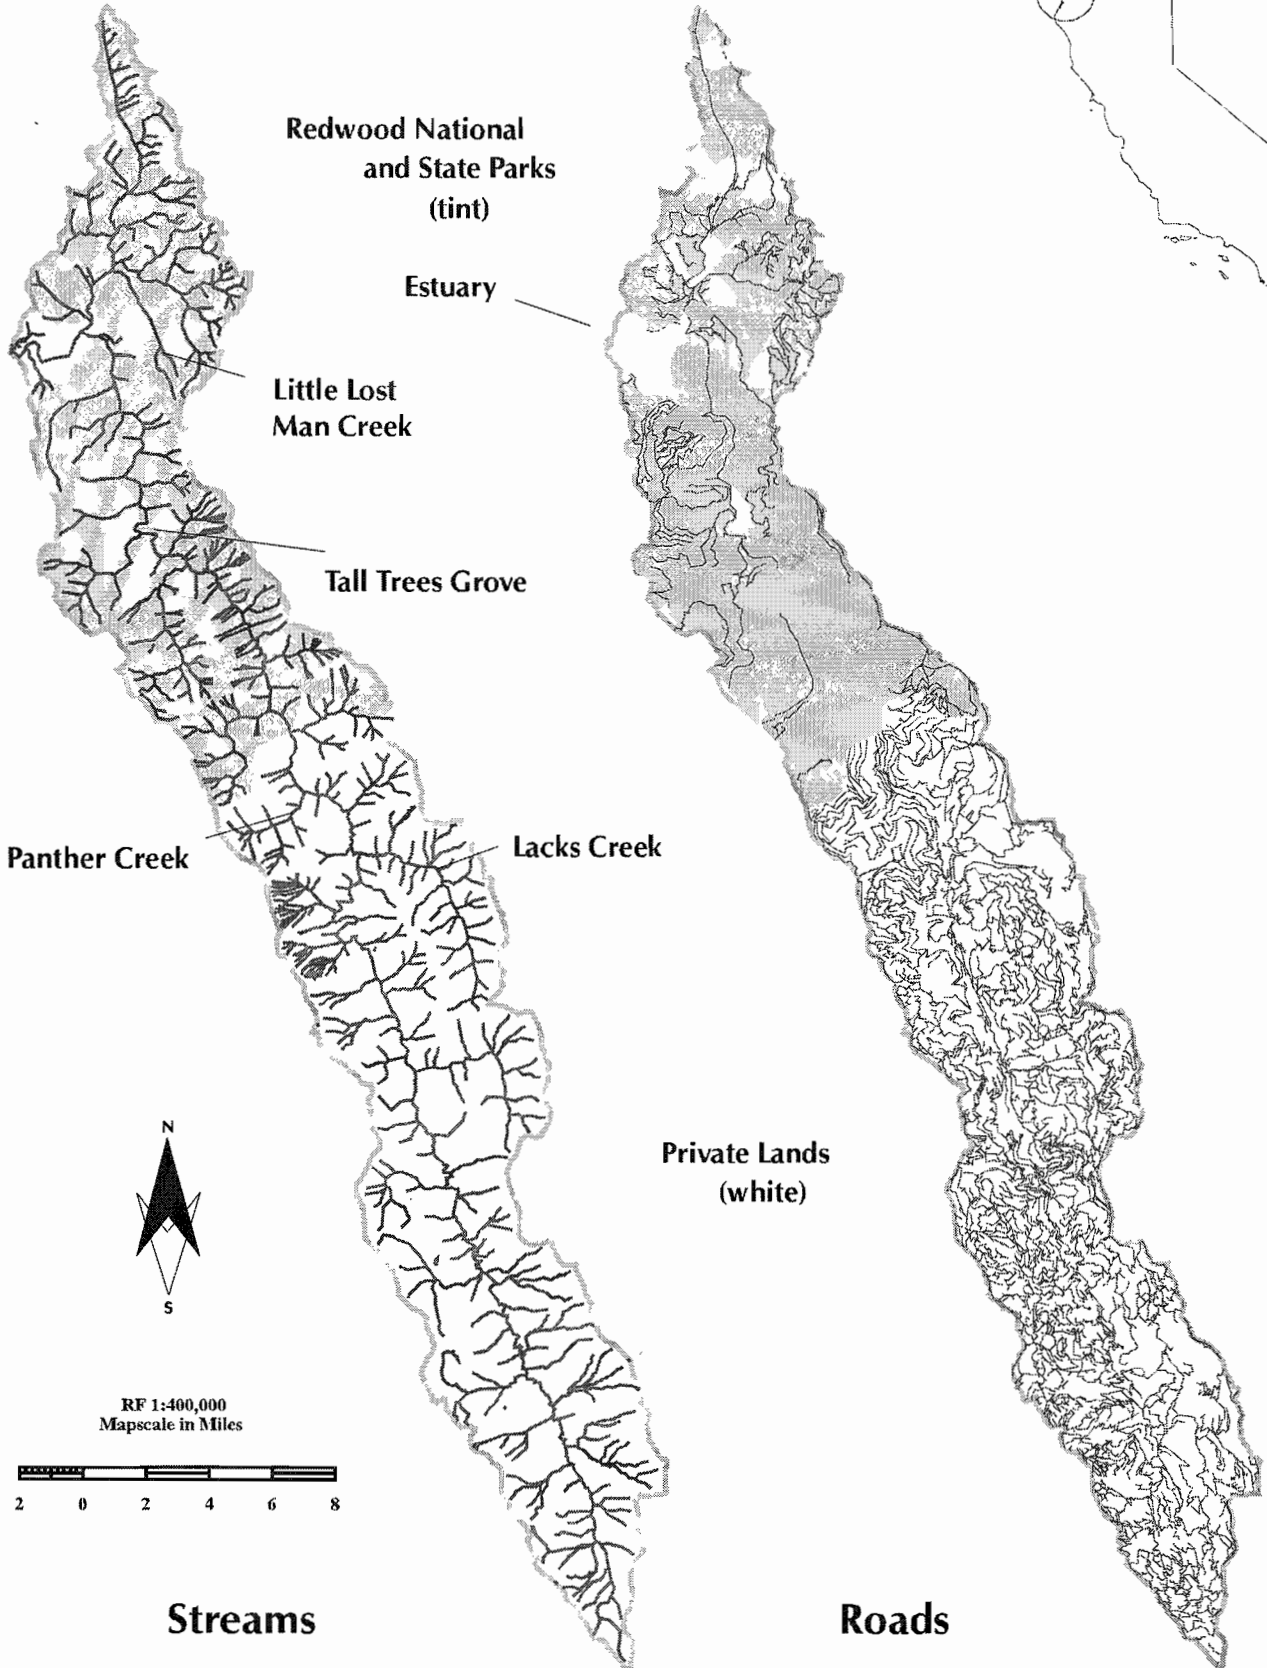 Redwood National
and State Parks
(tint)
Estuary
Little Lost
Man Creek
Tall Trees Grove
Panther Creek
Lacks Creek
N
S
Private Lands
(white)
RF 1:400,000
Mapscale in Miles
2 0 2 4 6 8
Streams
Roads